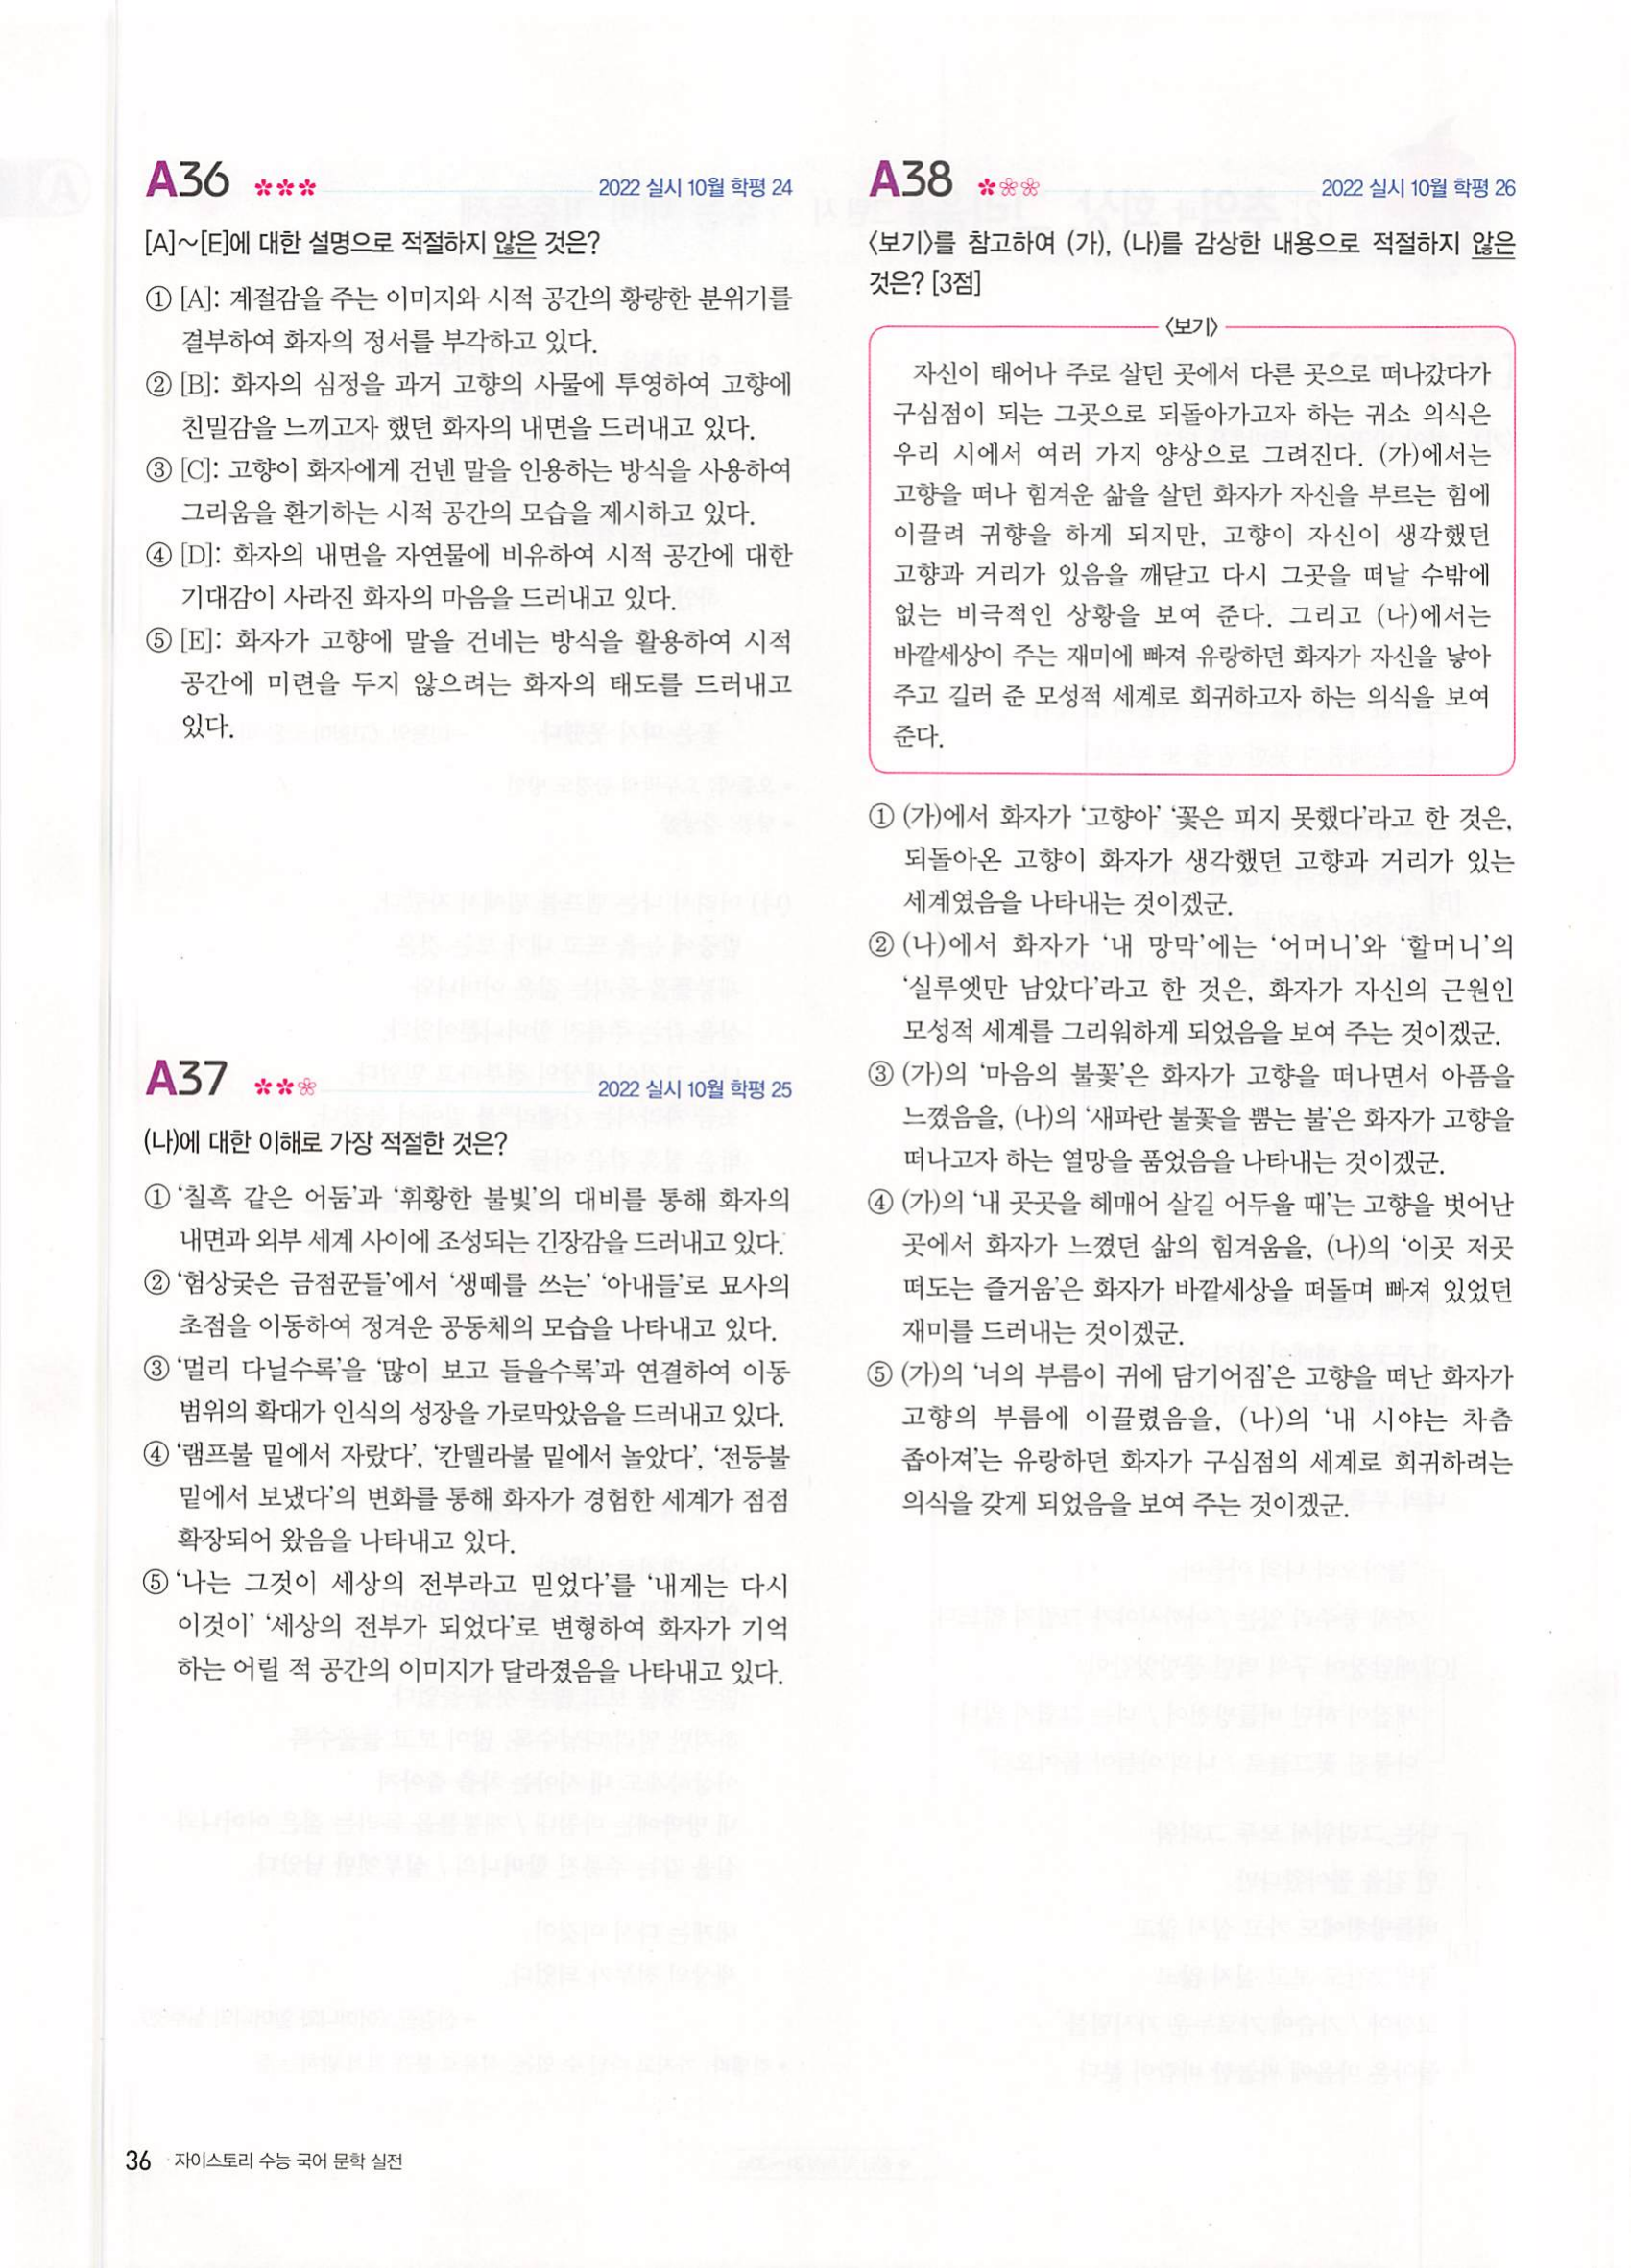 A36
2022 실시 10월 학평 24
[A]~[E]에 대한 설명으로 적절하지 않은 것은?
① [A]: 계절감을 주는 이미지와 시적 공간의 황량한 분위기를
결부하여 화자의 정서를 부각하고 있다.
② [B]: 화자의 심정을 과거 고향의 사물에 투영하여 고향에
친밀감을 느끼고자 했던 화자의 내면을 드러내고 있다.
③ [C]: 고향이 화자에게 건넨 말을 인용하는 방식을 사용하여
그리움을 환기하는 시적 공간의 모습을 제시하고 있다.
④ [D]: 화자의 내면을 자연물에 비유하여 시적 공간에 대한
기대감이 사라진 화자의 마음을 드러내고 있다.
⑤ [E]: 화자가 고향에 말을 건네는 방식을 활용하여 시적
공간에 미련을 두지 않으려는 화자의 태도를 드러내고
있다.
A37
2022 실시 10월 학평 25
(나)에 대한 이해로 가장 적절한 것은?
① ‘칠흑 같은 어둠’과 ‘휘황한 불빛’의 대비를 통해 화자의
내면과 외부 세계 사이에 조성되는 긴장감을 드러내고 있다.
② ‘험상궂은 금점꾼들’에서 ‘생떼를 쓰는’ ‘아내들’로 묘사의
초점을 이동하여 정겨운 공동체의 모습을 나타내고 있다.
③ ‘멀리 다닐수록’을 ‘많이 보고 들을수록’과 연결하여 이동
범위의 확대가 인식의 성장을 가로막았음을 드러내고 있다.
④ ‘램프불 밑에서 자랐다’, ‘칸델라불 밑에서 놀았다’, ‘전등불
밑에서 보냈다’의 변화를 통해 화자가 경험한 세계가 점점
확장되어 왔음을 나타내고 있다.
⑤ ‘나는 그것이 세상의 전부라고 믿었다’를 ‘내게는 다시
이것이’ ‘세상의 전부가 되었다’로 변형하여 화자가 기억
하는 어릴 적 공간의 이미지가 달라졌음을 나타내고 있다.
A38
2022 실시 10월 학평 26
〈보기〉를 참고하여 (가), (나)를 감상한 내용으로 적절하지 않은
것은? [3점]
〈보기〉
자신이 태어나 주로 살던 곳에서 다른 곳으로 떠나갔다가
구심점이 되는 그곳으로 되돌아가고자 하는 귀소 의식은
우리 시에서 여러 가지 양상으로 그려진다. (가)에서는
고향을 떠나 힘겨운 삶을 살던 화자가 자신을 부르는 힘에
이끌려 귀향을 하게 되지만, 고향이 자신이 생각했던
고향과 거리가 있음을 깨닫고 다시 그곳을 떠날 수밖에
없는 비극적인 상황을 보여 준다. 그리고 (나)에서는
바깥세상이 주는 재미에 빠져 유랑하던 화자가 자신을 낳아
주고 길러 준 모성적 세계로 회귀하고자 하는 의식을 보여
준다.
① (가)에서 화자가 ‘고향아’ ‘꽃은 피지 못했다’라고 한 것은,
되돌아온 고향이 화자가 생각했던 고향과 거리가 있는
세계였음을 나타내는 것이겠군.
② (나)에서 화자가 ‘내 망막’에는 ‘어머니’와 ‘할머니’의
‘실루엣만 남았다’라고 한 것은, 화자가 자신의 근원인
모성적 세계를 그리워하게 되었음을 보여 주는 것이겠군.
③ (가)의 ‘마음의 불꽃’은 화자가 고향을 떠나면서 아픔을
느꼈음을, (나)의 ‘새파란 불꽃을 뿜는 불’은 화자가 고향을
떠나고자 하는 열망을 품었음을 나타내는 것이겠군.
④ (가)의 ‘내 곳곳을 헤매어 살길 어두울 때’는 고향을 벗어난
곳에서 화자가 느꼈던 삶의 힘겨움을, (나)의 ‘이곳 저곳
떠도는 즐거움’은 화자가 바깥세상을 떠돌며 빠져 있었던
재미를 드러내는 것이겠군.
⑤ (가)의 ‘너의 부름이 귀에 담기어짐’은 고향을 떠난 화자가
고향의 부름에 이끌렸음을, (나)의 ‘내 시야는 차츰
좁아져’는 유랑하던 화자가 구심점의 세계로 회귀하려는
의식을 갖게 되었음을 보여 주는 것이겠군.
36 자이스토리 수능 국어 문학 실전